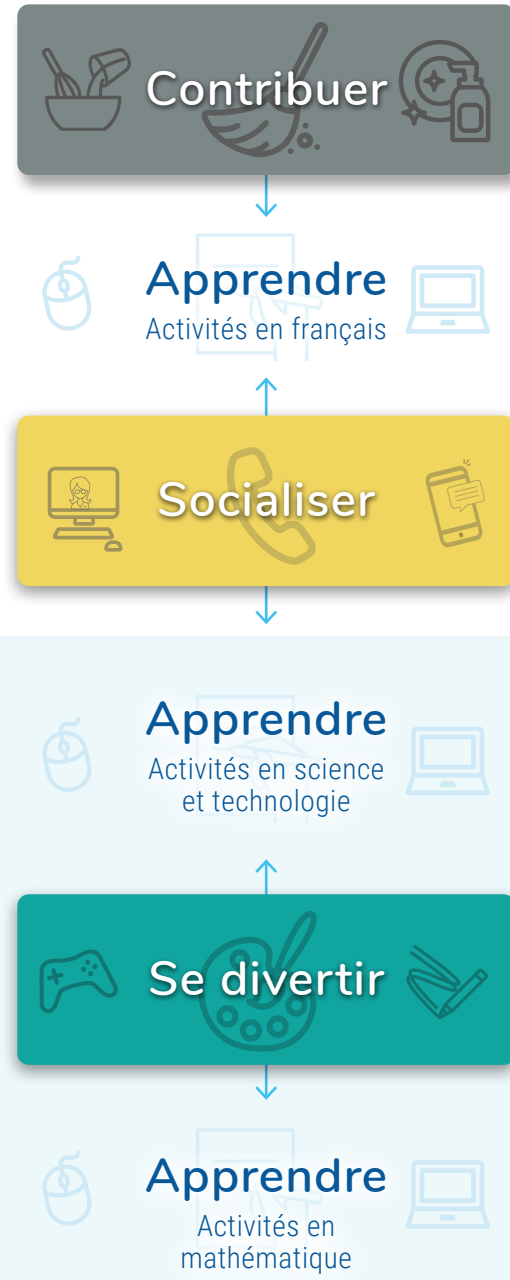 Contribuer
Apprendre
Activités en français
Socialiser
Apprendre
Activités en science
et technologie
Se divertir
Apprendre
Activités en
mathématique